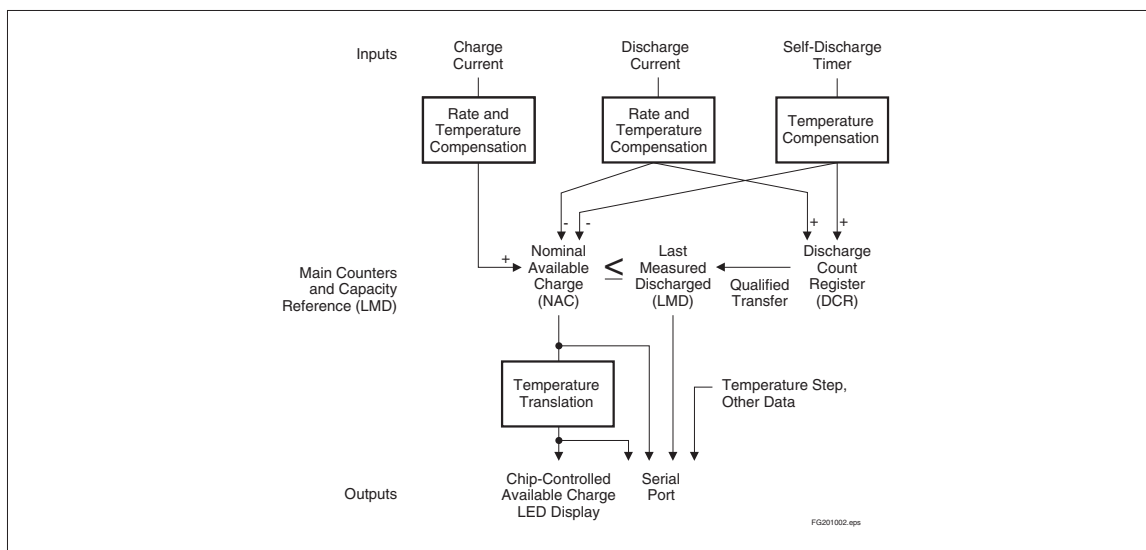 Inputs
Charge
Current
Discharge
Current
Self-Discharge
Timer
Rate and
Temperature
Compensation
Rate and
Temperature
Compensation
Temperature
Compensation
- -
+ +
+
Main Counters
and Capacity
Reference (LMD)
Nominal
Available
Charge
(NAC)
≤
Last
Measured
Discharged
(LMD)
Qualified
Transfer
Discharge
Count
Register
(DCR)
Temperature
Translation
Temperature Step,
Other Data
Outputs
Chip-Controlled
Available Charge
LED Display
Serial
Port
FG201002.eps